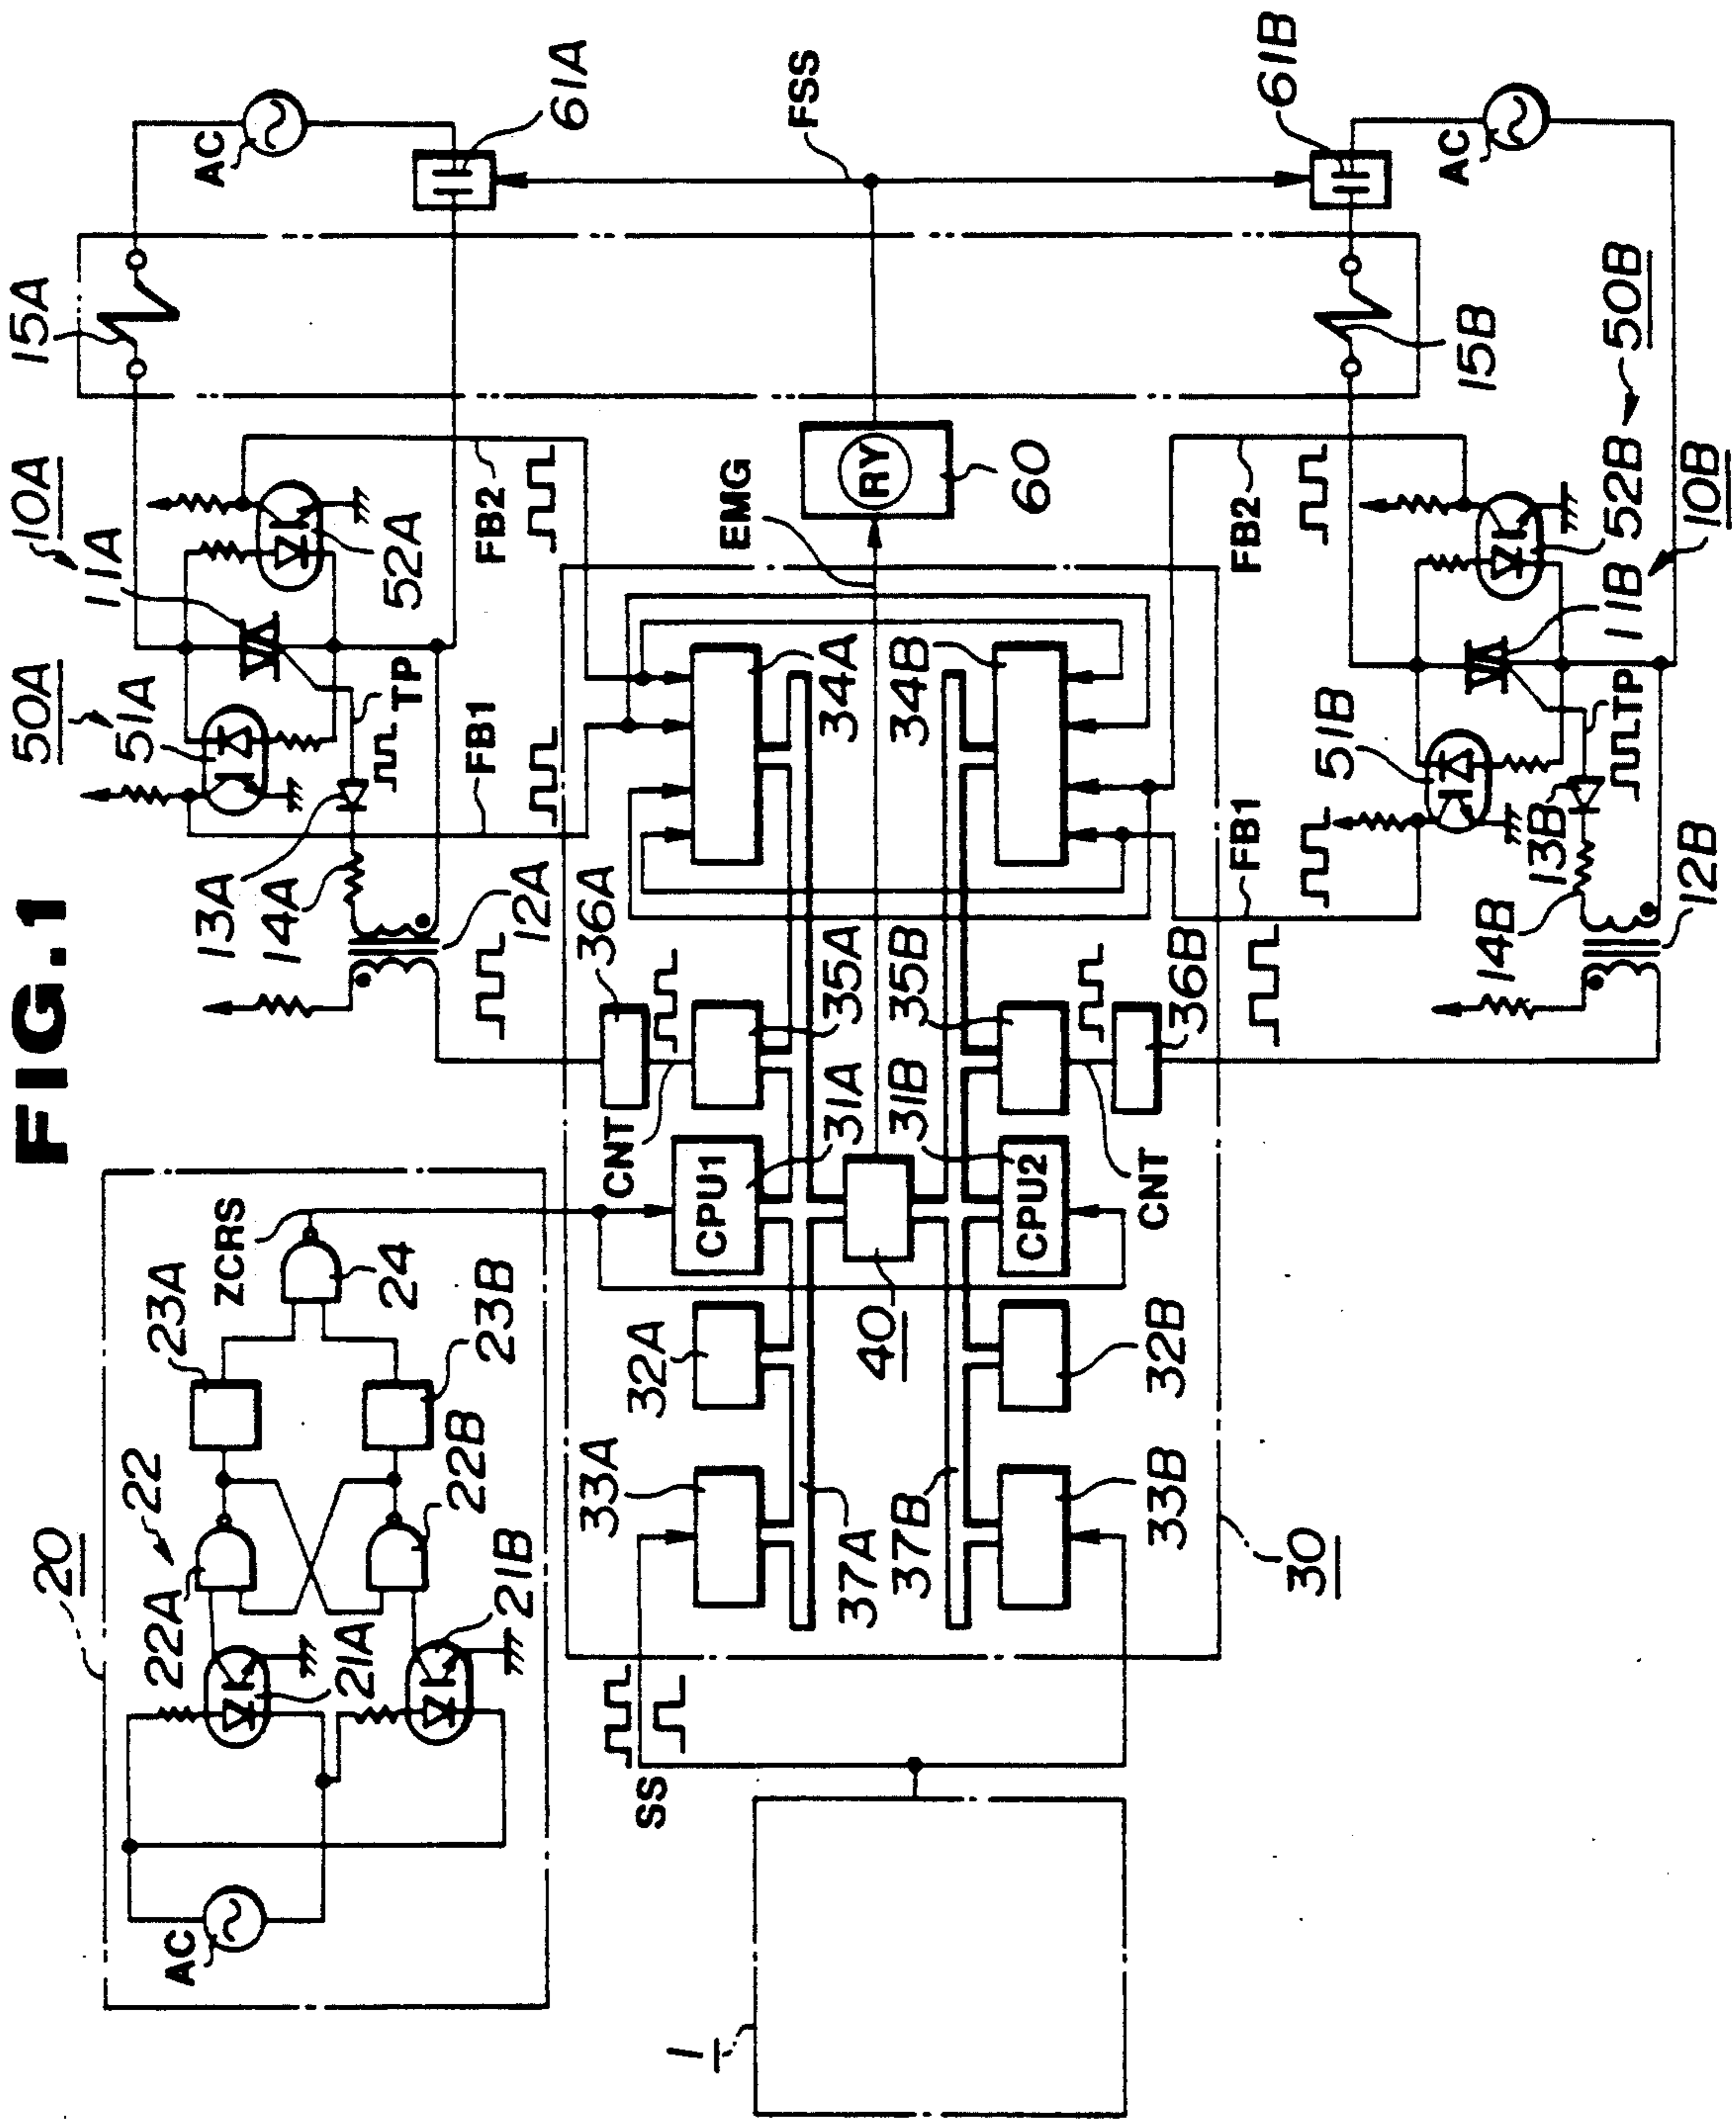 FIG.1
20
AC
21A
21B
22
22A
22B
23A
23B
24
ZCRS
1
SS
30
33A
32A
CPU1
31A
CNT
35A
36A
34A
37A
40
37B
33B
32B
CPU2
31B
CNT
35B
36B
34B
EMG
RY
60
FSS
10A
50A
51A
11A
52A
TP
FB1
FB2
13A
14A
12A
15A
AC
61A
10B
50B
51B
11B
52B
TP
FB1
FB2
13B
14B
12B
15B
AC
61B